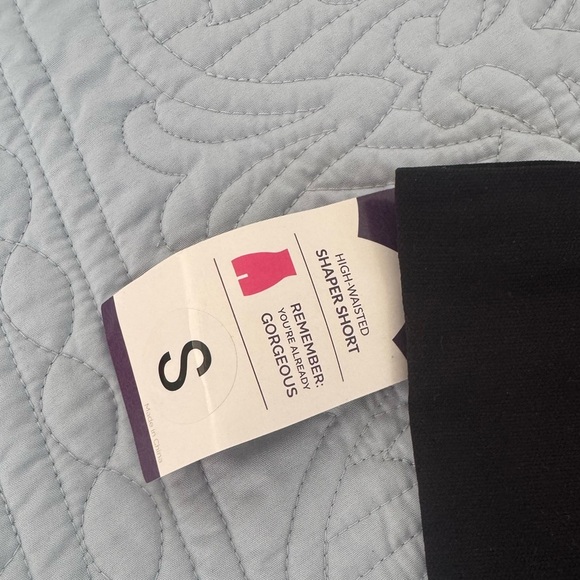 HIGH-WAISTED
SHAPER SHORT
REMEMBER:
YOU'RE ALREADY
GORGEOUS
S
Made in China